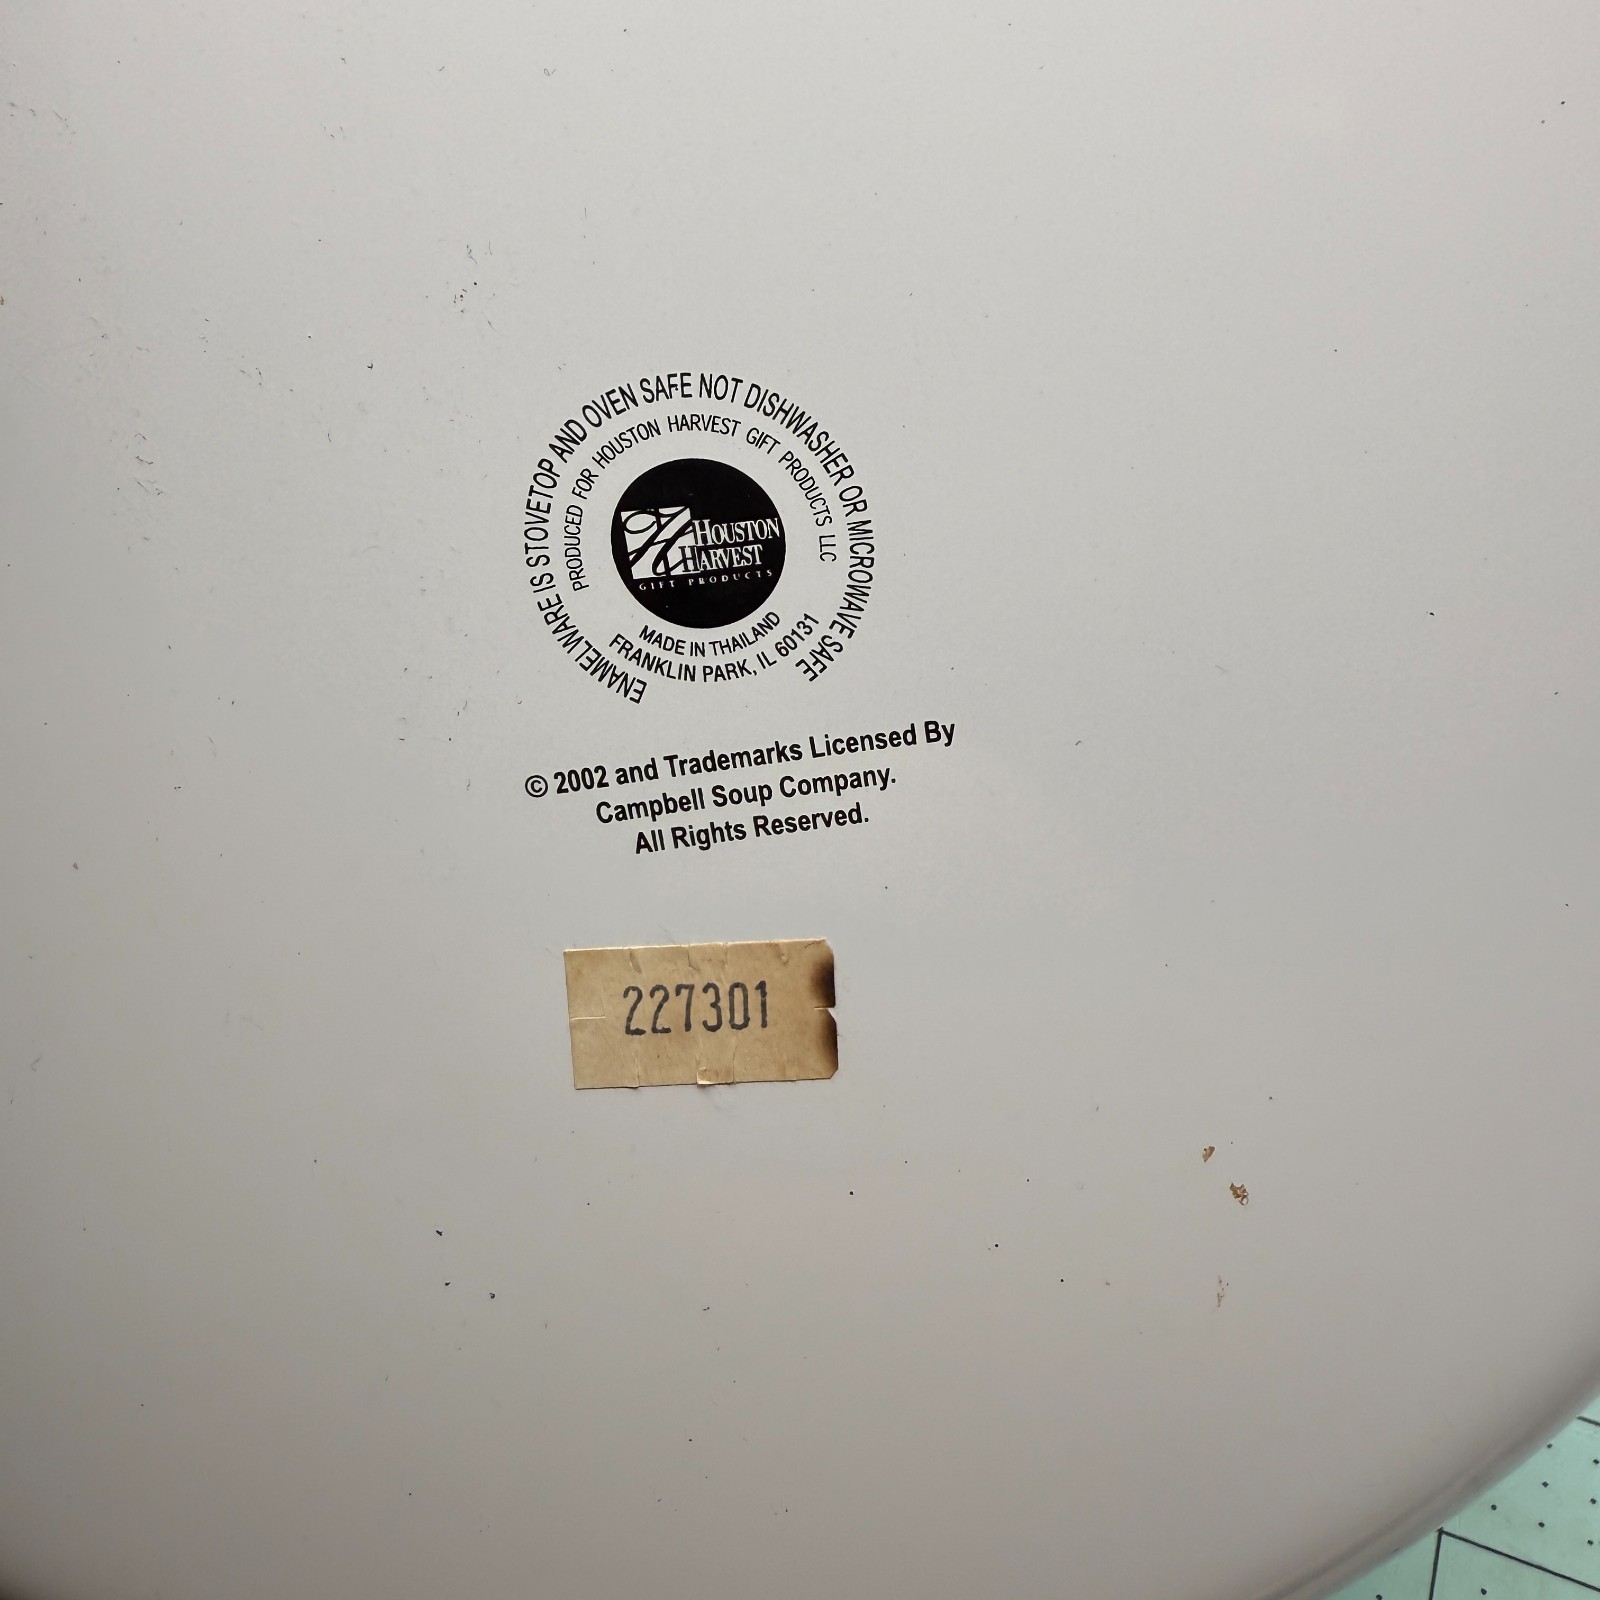 ENAMELWARE IS STOVETOP AND OVEN SAFE NOT DISHWASHER OR MICROWAVE SAFE
PRODUCED FOR HOUSTON HARVEST GIFT PRODUCTS LLC
HOUSTON
HARVEST
GIFT PRODUCTS
MADE IN THAILAND
FRANKLIN PARK, IL 60131
© 2002 and Trademarks Licensed By
Campbell Soup Company.
All Rights Reserved.
227301